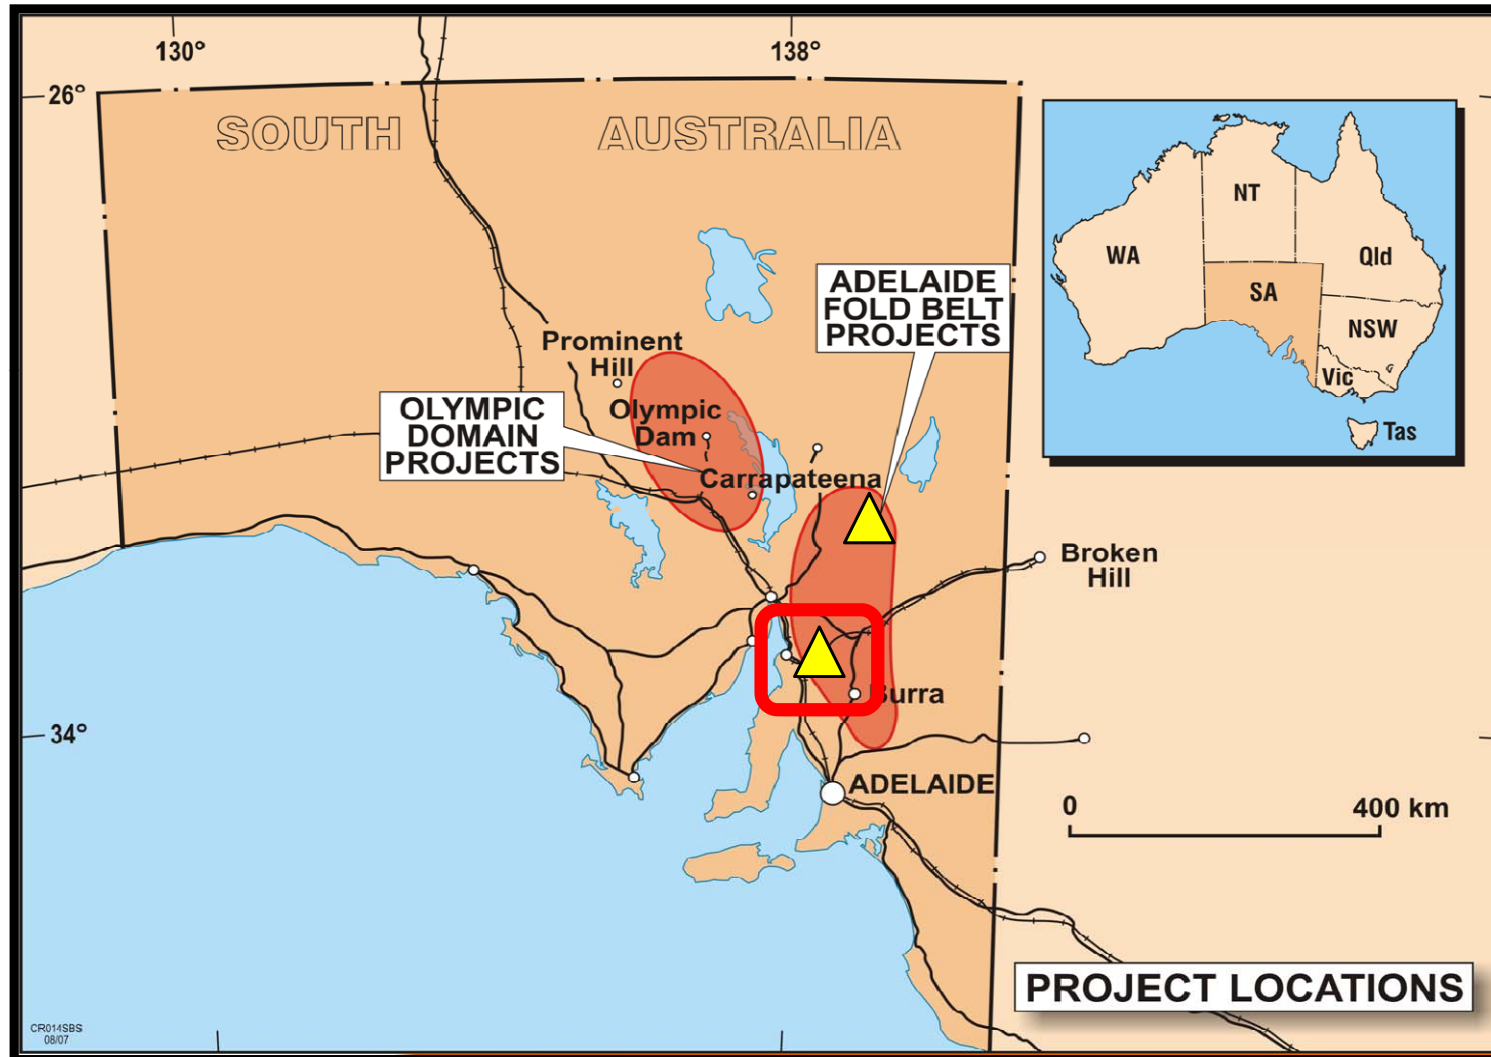 130°
138°
26°
SOUTH AUSTRALIA
NT
WA
Qld
SA
NSW
Vic
Tas
ADELAIDE
FOLD BELT
PROJECTS
Prominent
Hill
OLYMPIC
DOMAIN
PROJECTS
Olympic
Dam
Carrapateena
Broken
Hill
Burra
34°
ADELAIDE
0 400 km
PROJECT LOCATIONS
CR014SBS
08/07